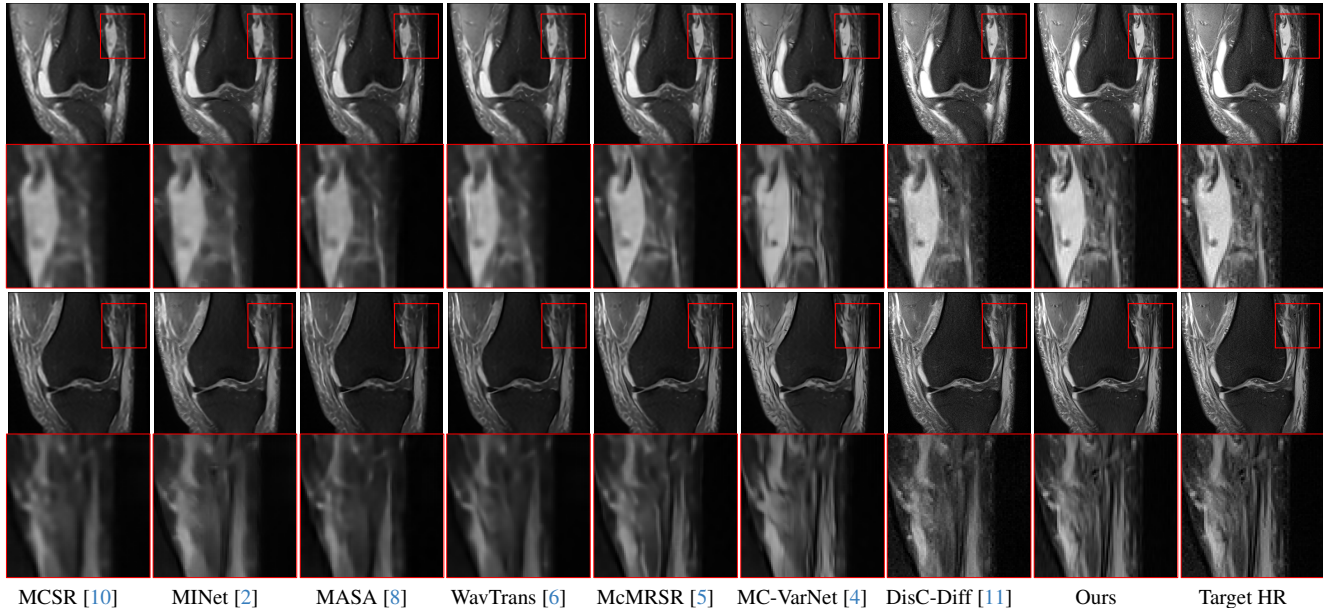 MCSR [10] MINet [2] MASA [8] WavTrans [6] McMRSR [5] MC-VarNet [4] DisC-Diff [11] Ours Target HR